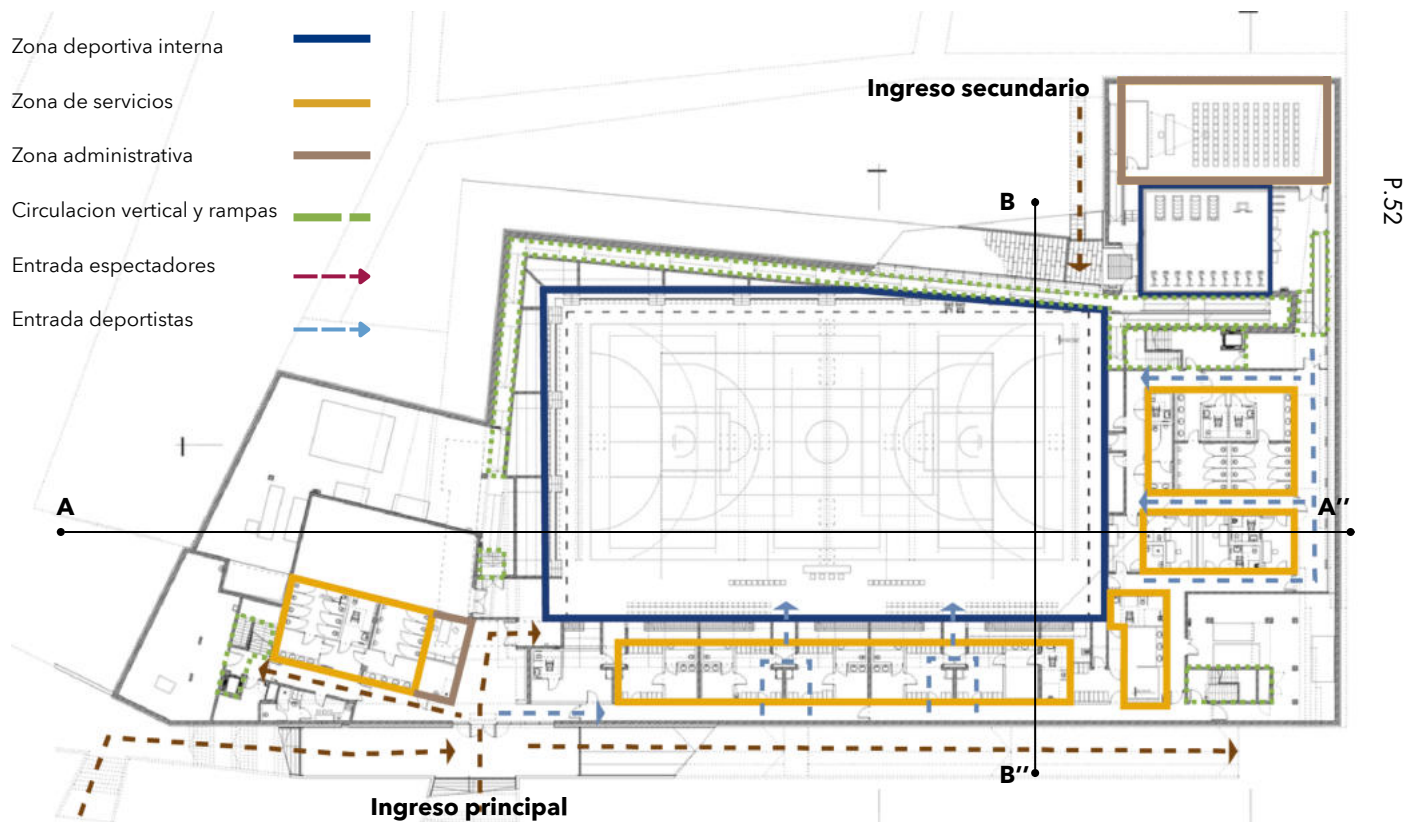 Zona deportiva interna
Zona de servicios
Zona administrativa
Circulacion vertical y rampas
Entrada espectadores
Entrada deportistas
Ingreso secundario
P.52
B
A
A''
B''
Ingreso principal